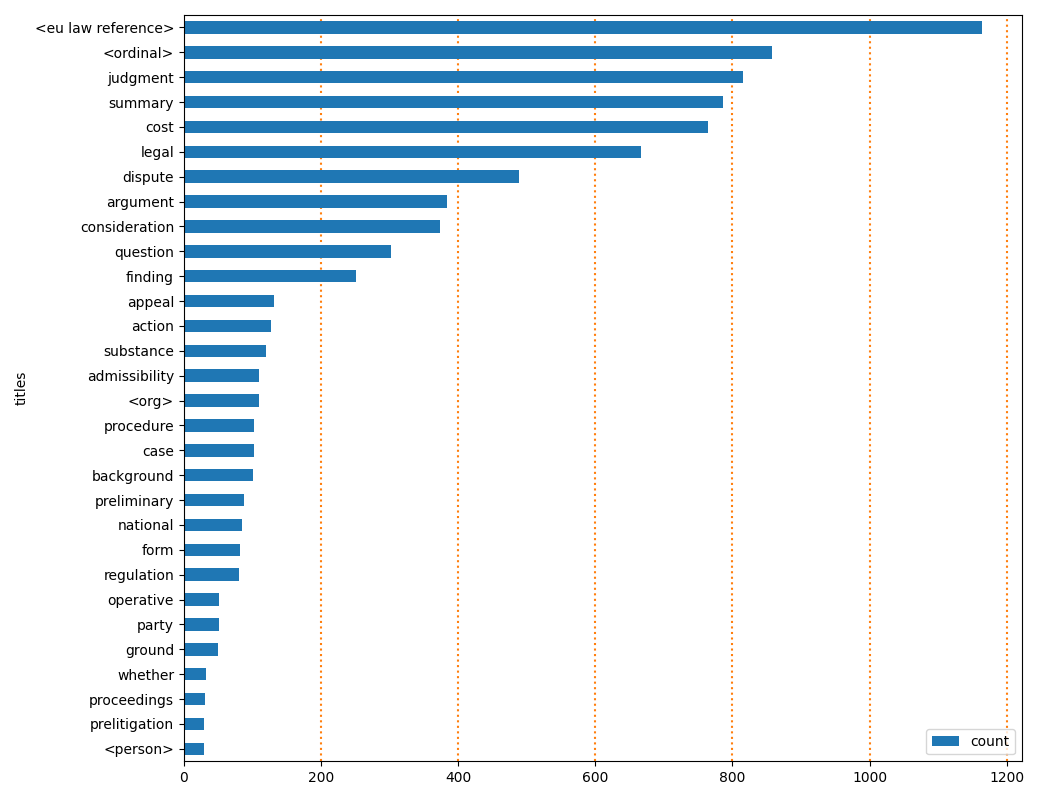 <eu law reference>
<ordinal>
judgment
summary
cost
legal
dispute
argument
consideration
question
finding
appeal
action
substance
admissibility
<org>
procedure
case
background
preliminary
national
form
regulation
operative
party
ground
whether
proceedings
prelitigation
<person>
titles
count
0 200 400 600 800 1000 1200